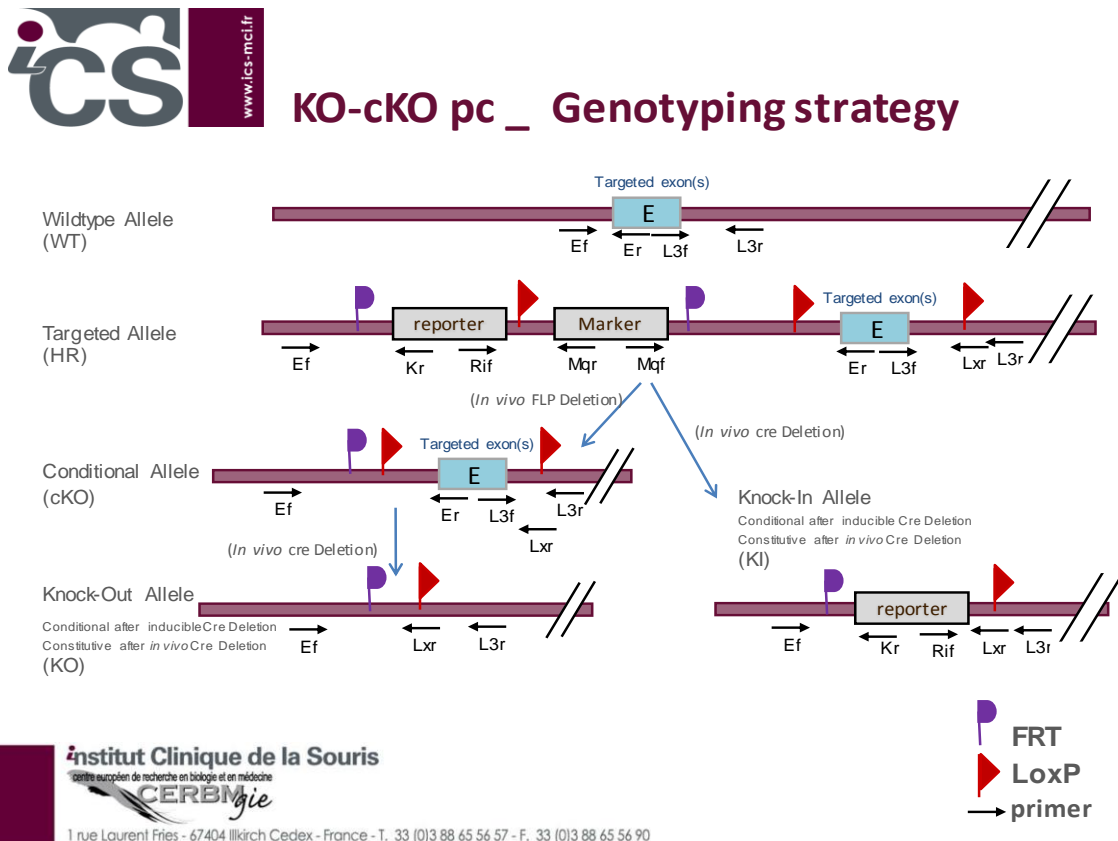 iCS
www.ics-mci.fr
KO-cKO pc _ Genotyping strategy
Targeted exon(s)
Wildtype Allele
(WT)
E
Ef
Er
L3f
L3r
Targeted exon(s)
Targeted Allele
(HR)
reporter
Marker
E
Ef
Kr
Rif
Mqr
Mqf
Er
L3f
Lxr
L3r
(In vivo FLP Deletion)
(In vivo cre Deletion)
Conditional Allele
(cKO)
Targeted exon(s)
E
Ef
Er
L3f
L3r
Lxr
(In vivo cre Deletion)
Knock-In Allele
Conditional after inducible Cre Deletion
Constitutive after in vivo Cre Deletion
(KI)
Knock-Out Allele
Conditional after inducible Cre Deletion
Constitutive after in vivo Cre Deletion
(KO)
Ef
Lxr
L3r
reporter
Ef
Kr
Rif
Lxr
L3r
FRT
LoxP
primer
institut Clinique de la Souris
centre européen de recherche en biologie et en médecine
CERBM gie
1 rue Laurent Fries - 67404 Illkirch Cedex - France - T. 33 (0)3 88 65 56 57 - F. 33 (0)3 88 65 56 90